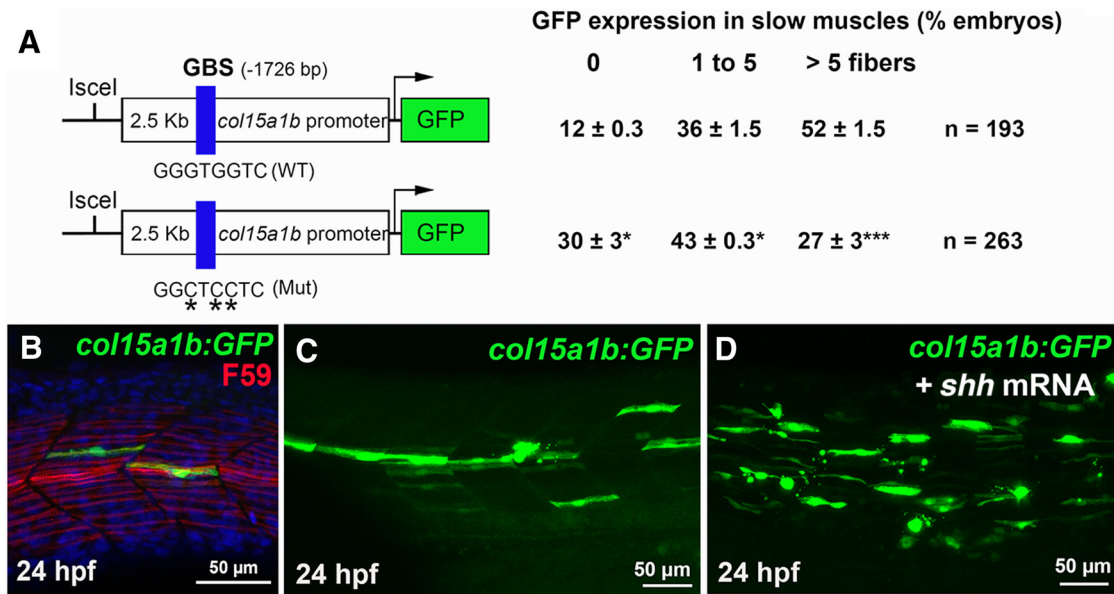 A
GFP expression in slow muscles (% embryos)
0 1 to 5 > 5 fibers
IsceI
GBS (-1726 bp)
2.5 Kb col15a1b promoter GFP
12 ± 0.3 36 ± 1.5 52 ± 1.5 n = 193
GGGTGGTC (WT)
IsceI
2.5 Kb col15a1b promoter GFP
30 ± 3* 43 ± 0.3* 27 ± 3*** n = 263
GGCTCCTC (Mut)
* **
B
col15a1b:GFP
F59
24 hpf
50 µm
C
col15a1b:GFP
24 hpf
50 µm
D
col15a1b:GFP
+ shh mRNA
24 hpf
50 µm